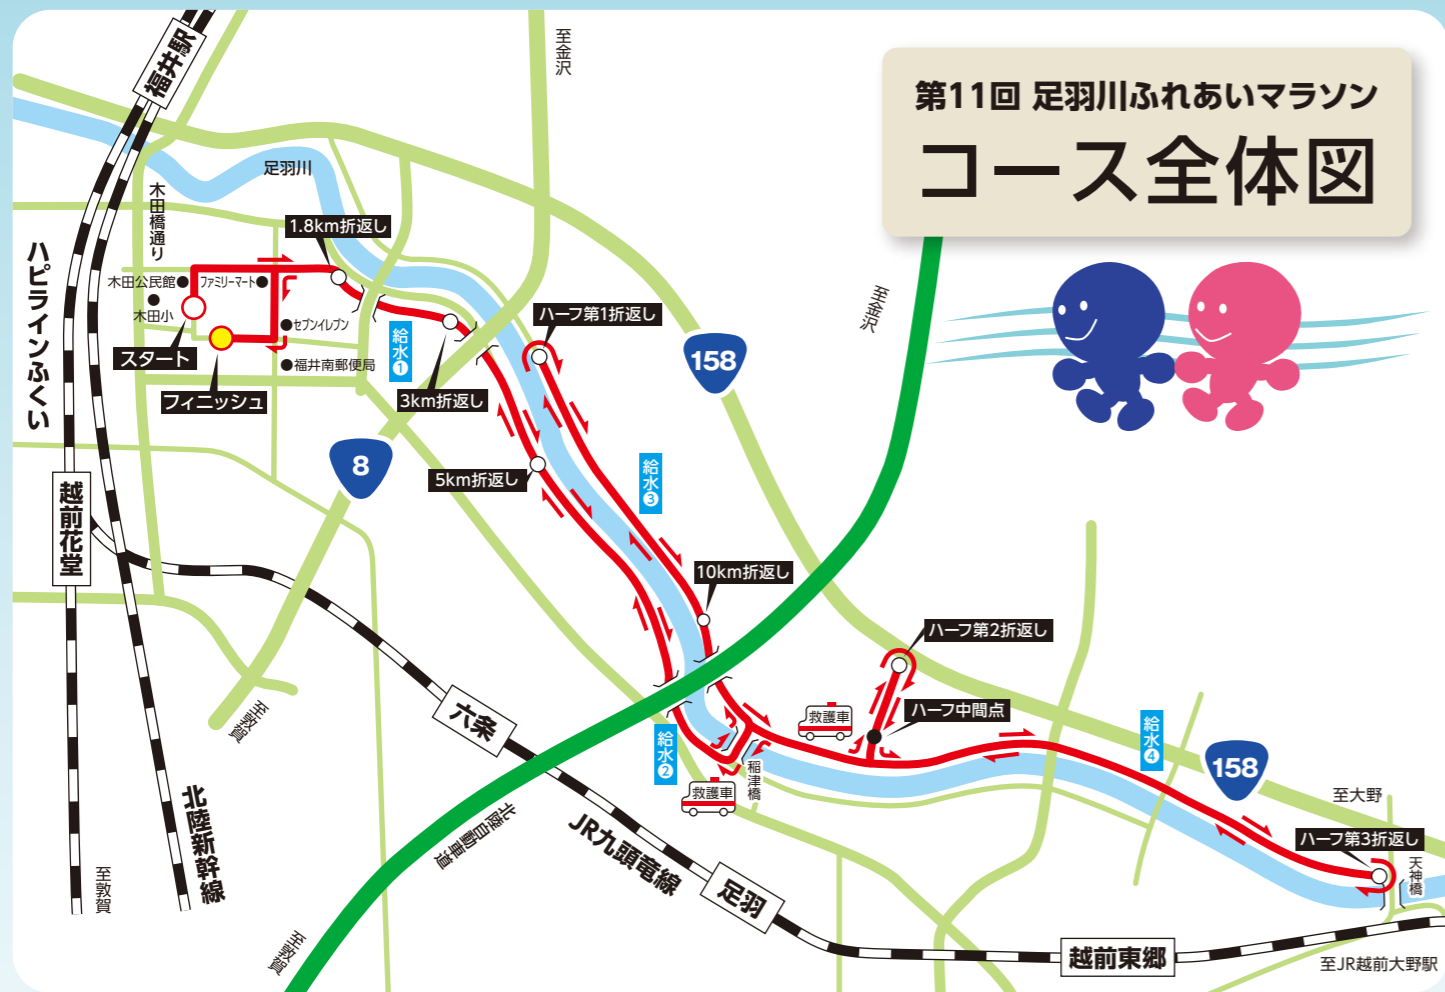 第11回 足羽川ふれあいマラソン
コース全体図
福井駅
至金沢
足羽川
木田橋通り
1.8km折返し
ハピラインふくい
木田公民館
ファミリーマート
木田小
セブンイレブン
スタート
福井南郵便局
フィニッシュ
給水❶
3km折返し
ハーフ第1折返し
158
至金沢
8
5km折返し
給水❸
越前花堂
10km折返し
ハーフ第2折返し
救護車
ハーフ中間点
給水❷
稲津橋
救護車
給水❹
158
至大野
ハーフ第3折返し
天神橋
至敦賀
六条
北陸新幹線
至敦賀
北陸自動車道
JR九頭竜線
足羽
至敦賀
越前東郷
至JR越前大野駅